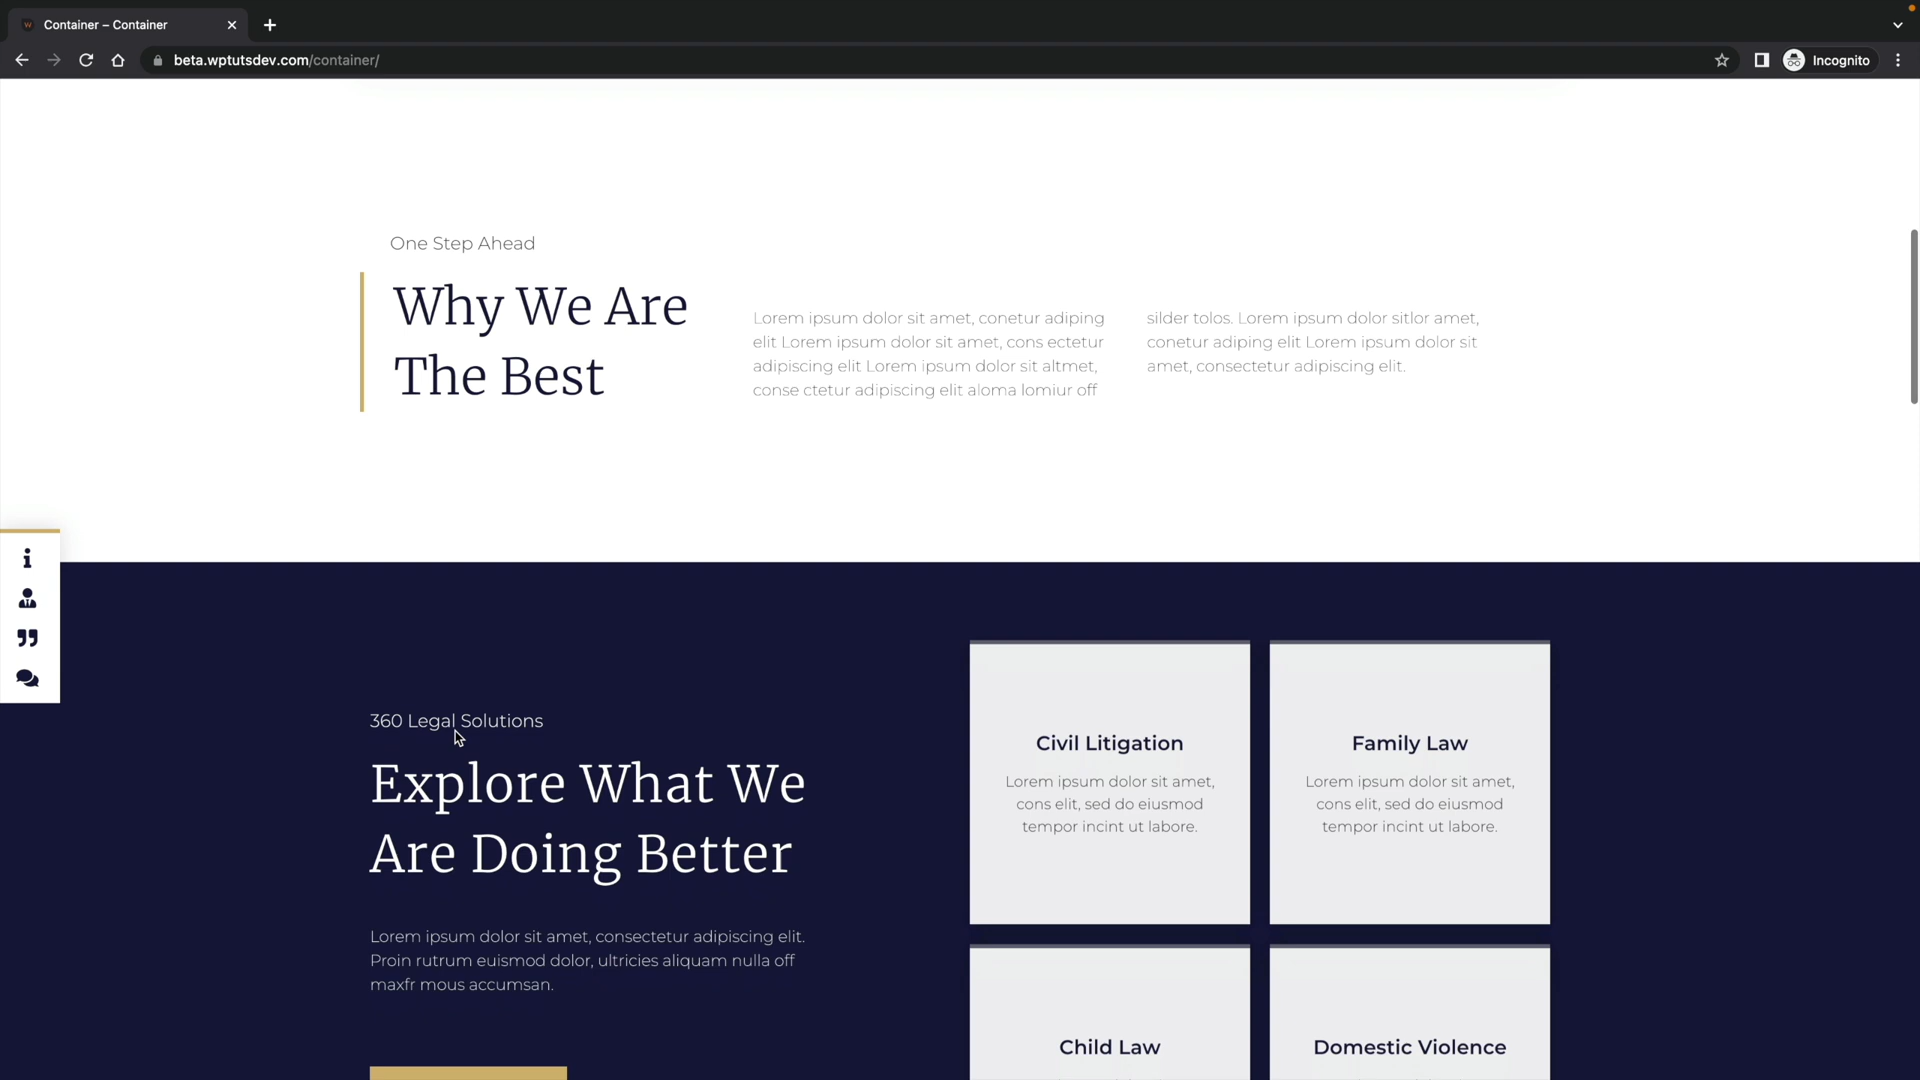 Container – Container
beta.wptutsdev.com/container/
Incognito
One Step Ahead
Why We Are
The Best
Lorem ipsum dolor sit amet, conetur adiping
elit Lorem ipsum dolor sit amet, cons ectetur
adipiscing elit Lorem ipsum dolor sit altmet,
conse ctetur adipiscing elit aloma lomiur off
silder tolos. Lorem ipsum dolor sitlor amet,
conetur adiping elit Lorem ipsum dolor sit
amet, consectetur adipiscing elit.
360 Legal Solutions
Explore What We
Are Doing Better
Lorem ipsum dolor sit amet, consectetur adipiscing elit.
Proin rutrum euismod dolor, ultricies aliquam nulla off
maxfr mous accumsan.
Civil Litigation
Lorem ipsum dolor sit amet,
cons elit, sed do eiusmod
tempor incint ut labore.
Family Law
Lorem ipsum dolor sit amet,
cons elit, sed do eiusmod
tempor incint ut labore.
Child Law
Domestic Violence